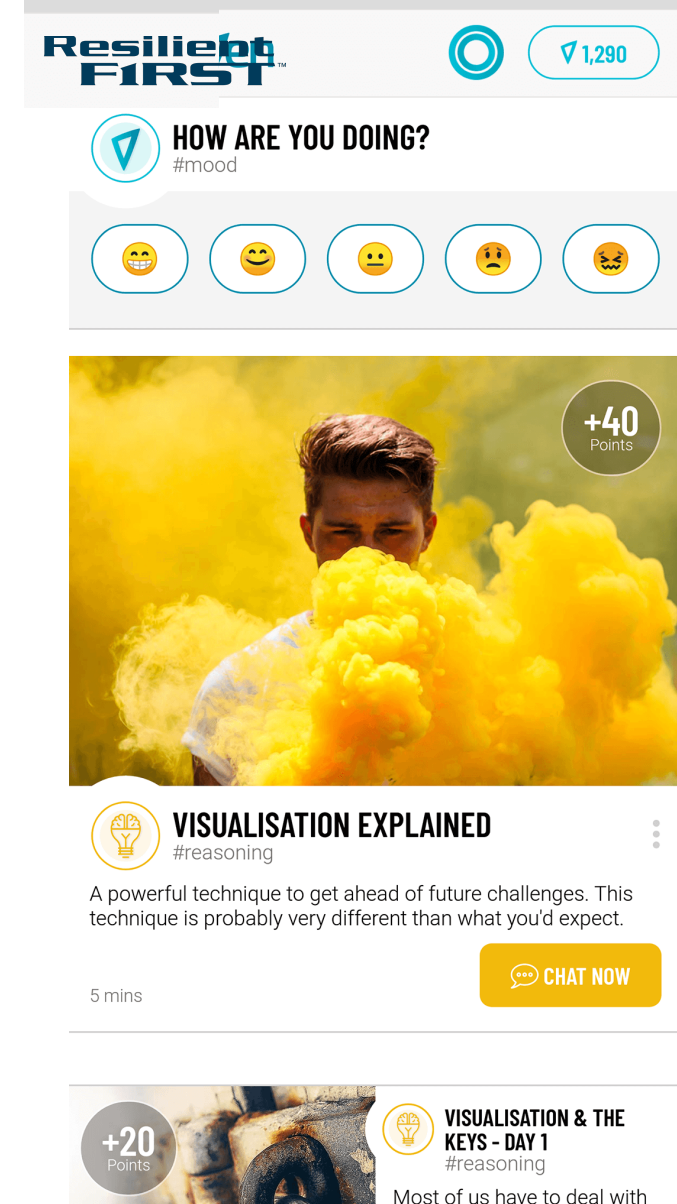 Resilient
FIRST™
1,290
HOW ARE YOU DOING?
#mood
+40
Points
VISUALISATION EXPLAINED
#reasoning
A powerful technique to get ahead of future challenges. This
technique is probably very different than what you'd expect.
CHAT NOW
5 mins
+20
Points
VISUALISATION & THE
KEYS - DAY 1
#reasoning
Most of us have to deal with